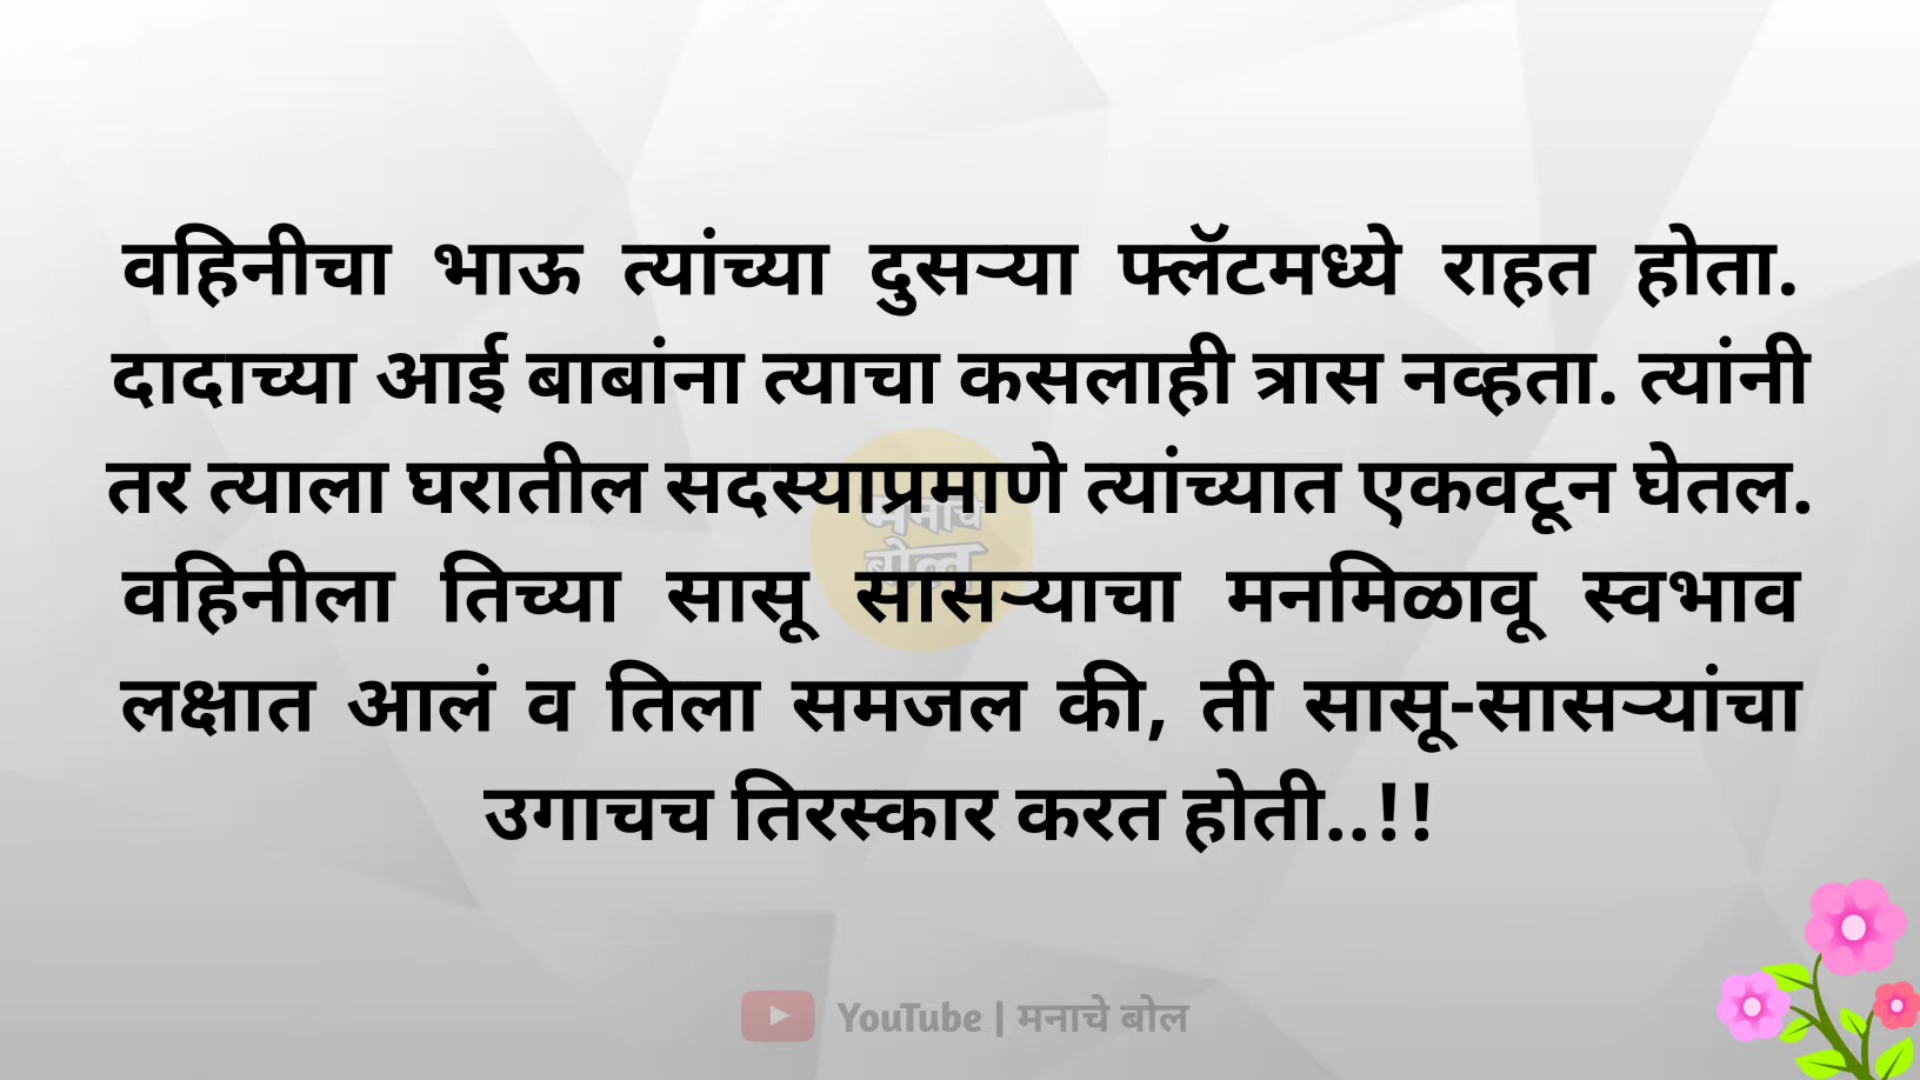 वहिनीचा भाऊ त्यांच्या दुसऱ्या फ्लॅटमध्ये राहत होता.
दादाच्या आई बाबांना त्याचा कसलाही त्रास नव्हता. त्यांनी
तर त्याला घरातील सदस्याप्रमाणे त्यांच्यात एकवटून घेतल.
वहिनीला तिच्या सासू सासऱ्याचा मनमिळावू स्वभाव
लक्षात आलं व तिला समजल की, ती सासू-सासऱ्यांचा
उगाचच तिरस्कार करत होती..!!
मनाचे
बोल
YouTube | मनाचे बोल